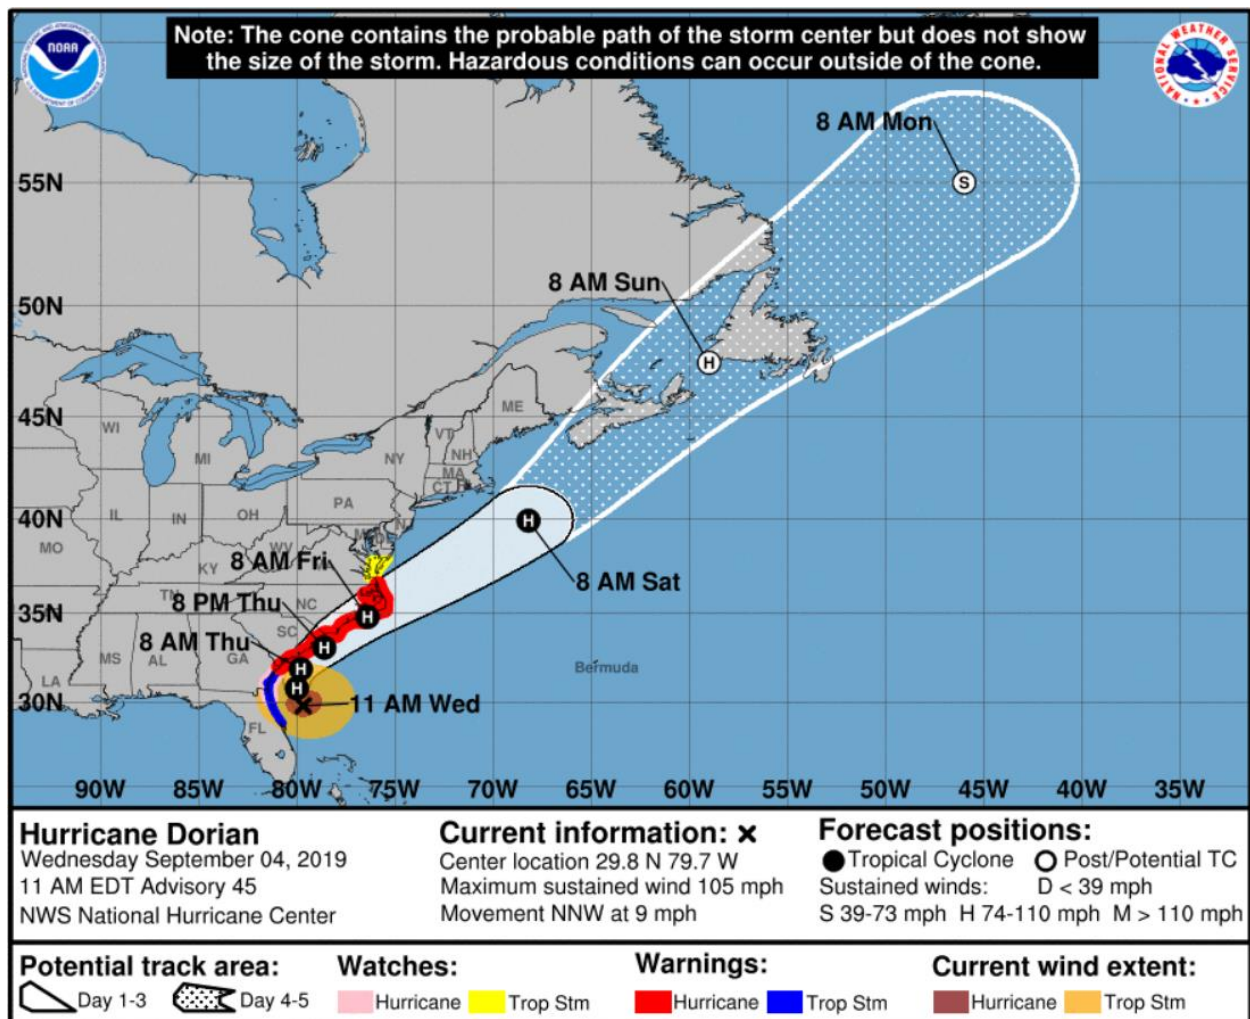 Note: The cone contains the probable path of the storm center but does not show
the size of the storm. Hazardous conditions can occur outside of the cone.
NOAA
NATIONAL WEATHER SERVICE
8 AM Mon
55N
S
8 AM Sun
50N
H
ME
45N
WI
VT
NH
MI
NY
MA
CT
PA
40N
IL
IN
OH
H
MO
WV
8 AM Fri
8 AM Sat
KY
8 PM Thu
TN
NC
35N
H
SC
8 AM Thu
H
MS
AL
GA
H
Bermuda
LA
H
30N
11 AM Wed
FL
90W 85W 80W 75W 70W 65W 60W 55W 50W 45W 40W 35W
Hurricane Dorian
Wednesday September 04, 2019
11 AM EDT Advisory 45
NWS National Hurricane Center
Current information: ×
Center location 29.8 N 79.7 W
Maximum sustained wind 105 mph
Movement NNW at 9 mph
Forecast positions:
Tropical Cyclone Post/Potential TC
Sustained winds: D < 39 mph
S 39-73 mph H 74-110 mph M > 110 mph
Potential track area:
Day 1-3 Day 4-5
Watches:
Hurricane Trop Stm
Warnings:
Hurricane Trop Stm
Current wind extent:
Hurricane Trop Stm